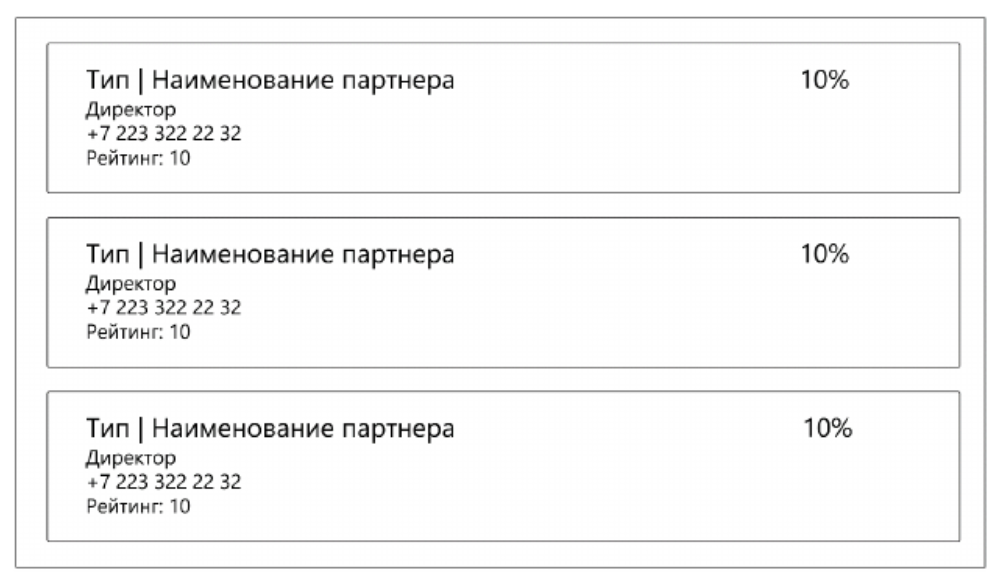 Тип | Наименование партнера 10%
Директор
+7 223 322 22 32
Рейтинг: 10
Тип | Наименование партнера 10%
Директор
+7 223 322 22 32
Рейтинг: 10
Тип | Наименование партнера 10%
Директор
+7 223 322 22 32
Рейтинг: 10